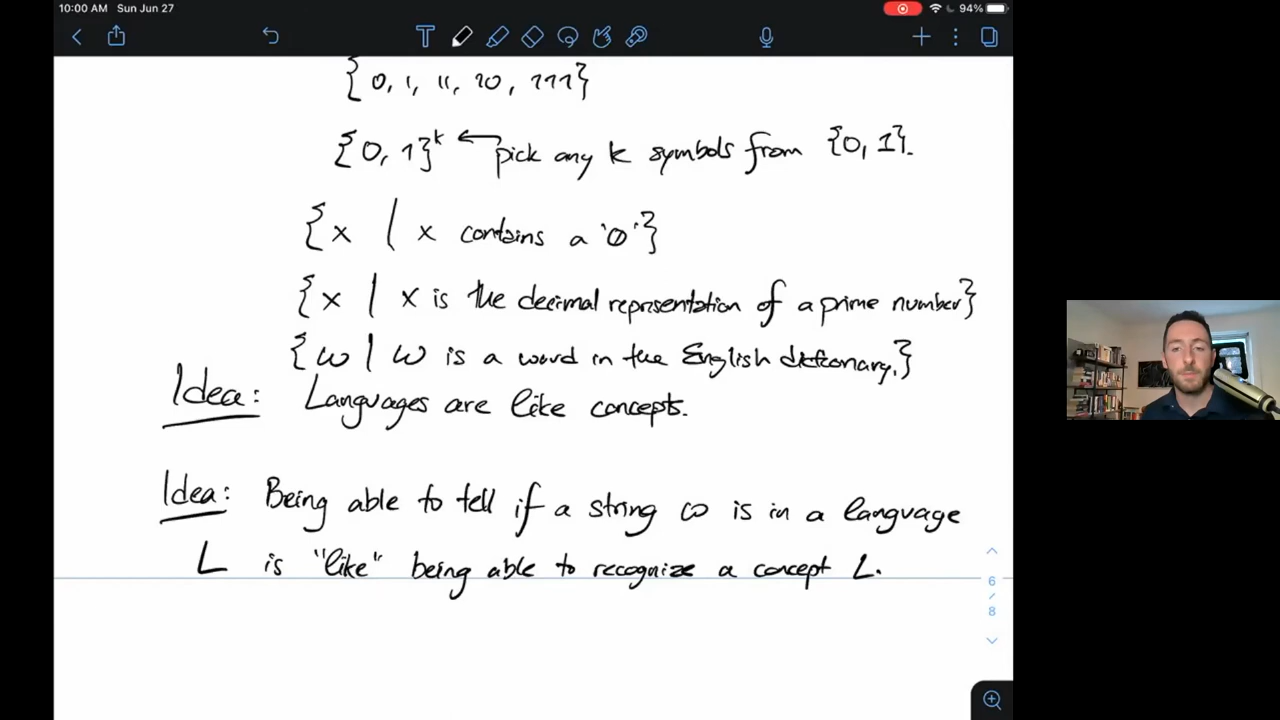 10:00 AM Sun Jun 27
94%
{0, 1, 11, 10, 111}
{0, 1}^k ← pick any k symbols from {0, 1}.
{x | x contains a '0'}
{x | x is the decimal representation of a prime number}
{w | w is a word in the English dictionary.}
Idea: Languages are like concepts.
Idea: Being able to tell if a string w is in a language
L is "like" being able to recognize a concept L.
6
/
8